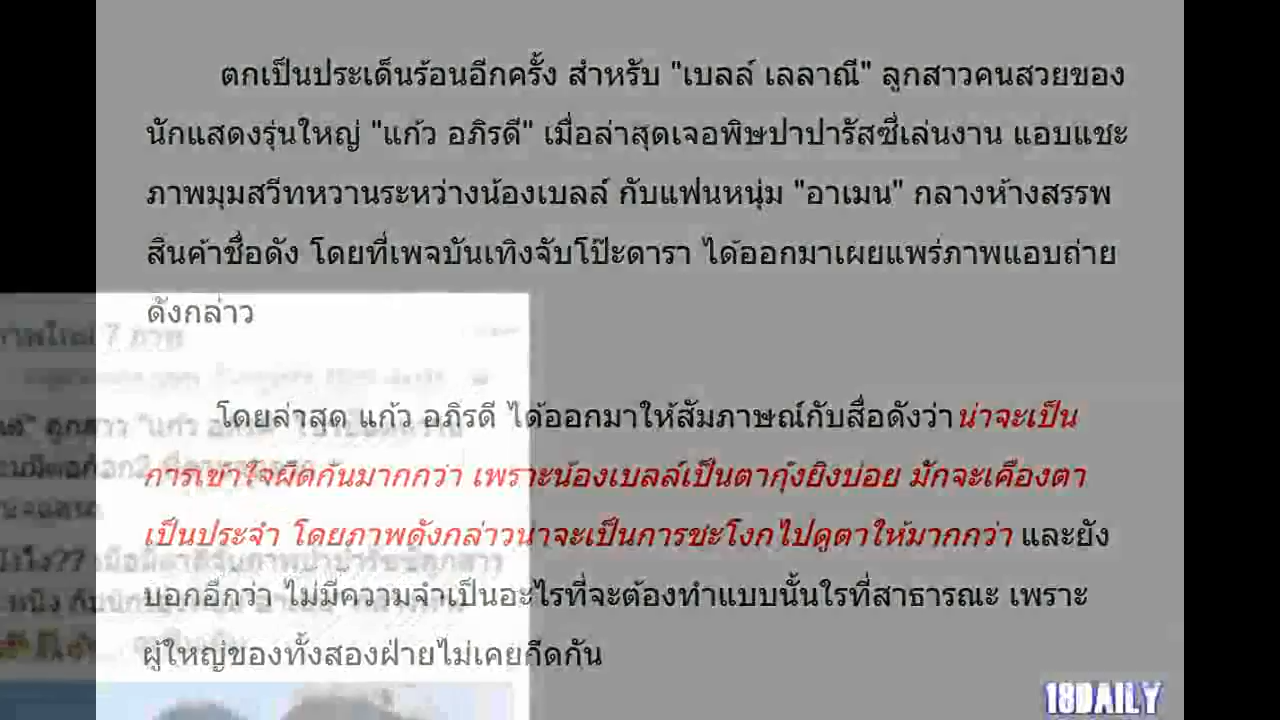 ตกเป็นประเด็นร้อนอีกครั้ง สำหรับ "เบลล์ เลลาณี" ลูกสาวคนสวยของ
นักแสดงรุ่นใหญ่ "แก้ว อภิรดี" เมื่อล่าสุดเจอพิษปาปารัสซี่เล่นงาน แอบแชะ
ภาพมุมสวีทหวานระหว่างน้องเบลล์ กับแฟนหนุ่ม "อาเมน" กลางห้างสรรพ
สินค้าชื่อดัง โดยที่เพจบันเทิงจับโป๊ะดารา ได้ออกมาเผยแพร่ภาพแอบถ่าย
ดังกล่าว
โดยล่าสุด แก้ว อภิรดี ได้ออกมาให้สัมภาษณ์กับสื่อดังว่าน่าจะเป็น
การเข้าใจผิดกันมากกว่า เพราะน้องเบลล์เป็นตากุ้งยิงบ่อย มักจะเคืองตา
เป็นประจำ โดยภาพดังกล่าวน่าจะเป็นการชะโงกไปดูตาให้มากกว่า และยัง
บอกอีกว่า ไม่มีความจำเป็นอะไรที่จะต้องทำแบบนั้นใรที่สาธารณะ เพราะ
ผู้ใหญ่ของทั้งสองฝ่ายไม่เคยกีดกัน
18DAILY